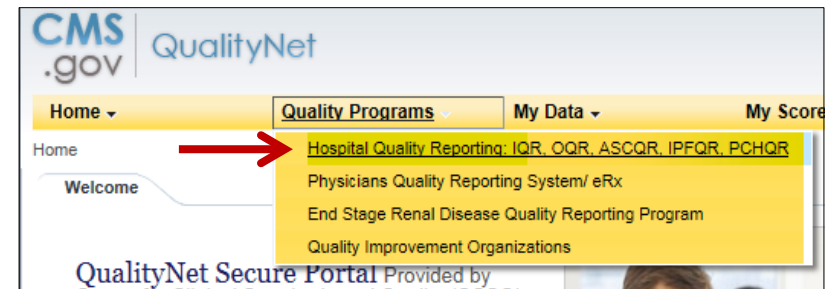 CMS
.gov
QualityNet
Home Quality Programs My Data My Score
Home
Hospital Quality Reporting: IQR, OQR, ASCQR, IPFQR, PCHQR
Welcome
Physicians Quality Reporting System/ eRx
End Stage Renal Disease Quality Reporting Program
Quality Improvement Organizations
QualityNet Secure Portal Provided by